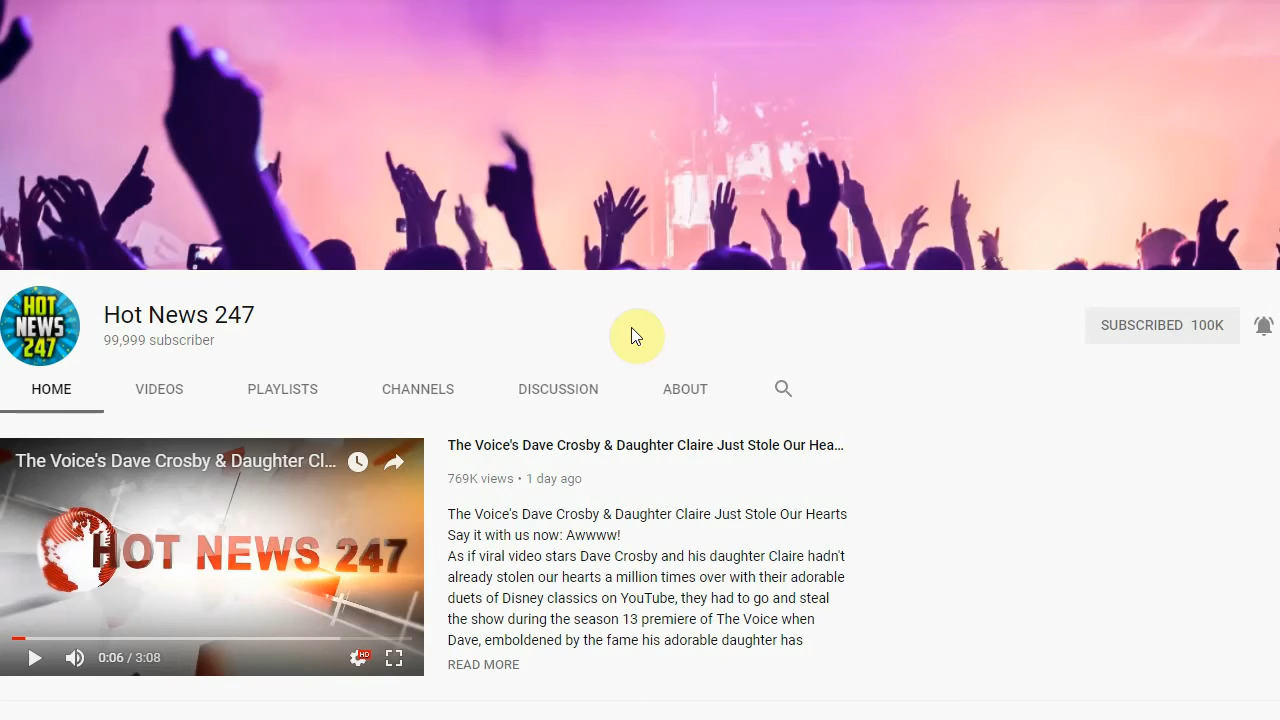 HOT
NEWS
247
Hot News 247
99,999 subscriber
SUBSCRIBED 100K
HOME
VIDEOS
PLAYLISTS
CHANNELS
DISCUSSION
ABOUT
The Voice's Dave Crosby & Daughter Cl...
HOT NEWS 247
0:06 / 3:08
HD
The Voice's Dave Crosby & Daughter Claire Just Stole Our Hea...
769K views • 1 day ago
The Voice's Dave Crosby & Daughter Claire Just Stole Our Hearts
Say it with us now: Awwww!
As if viral video stars Dave Crosby and his daughter Claire hadn't
already stolen our hearts a million times over with their adorable
duets of Disney classics on YouTube, they had to go and steal
the show during the season 13 premiere of The Voice when
Dave, emboldened by the fame his adorable daughter has
READ MORE